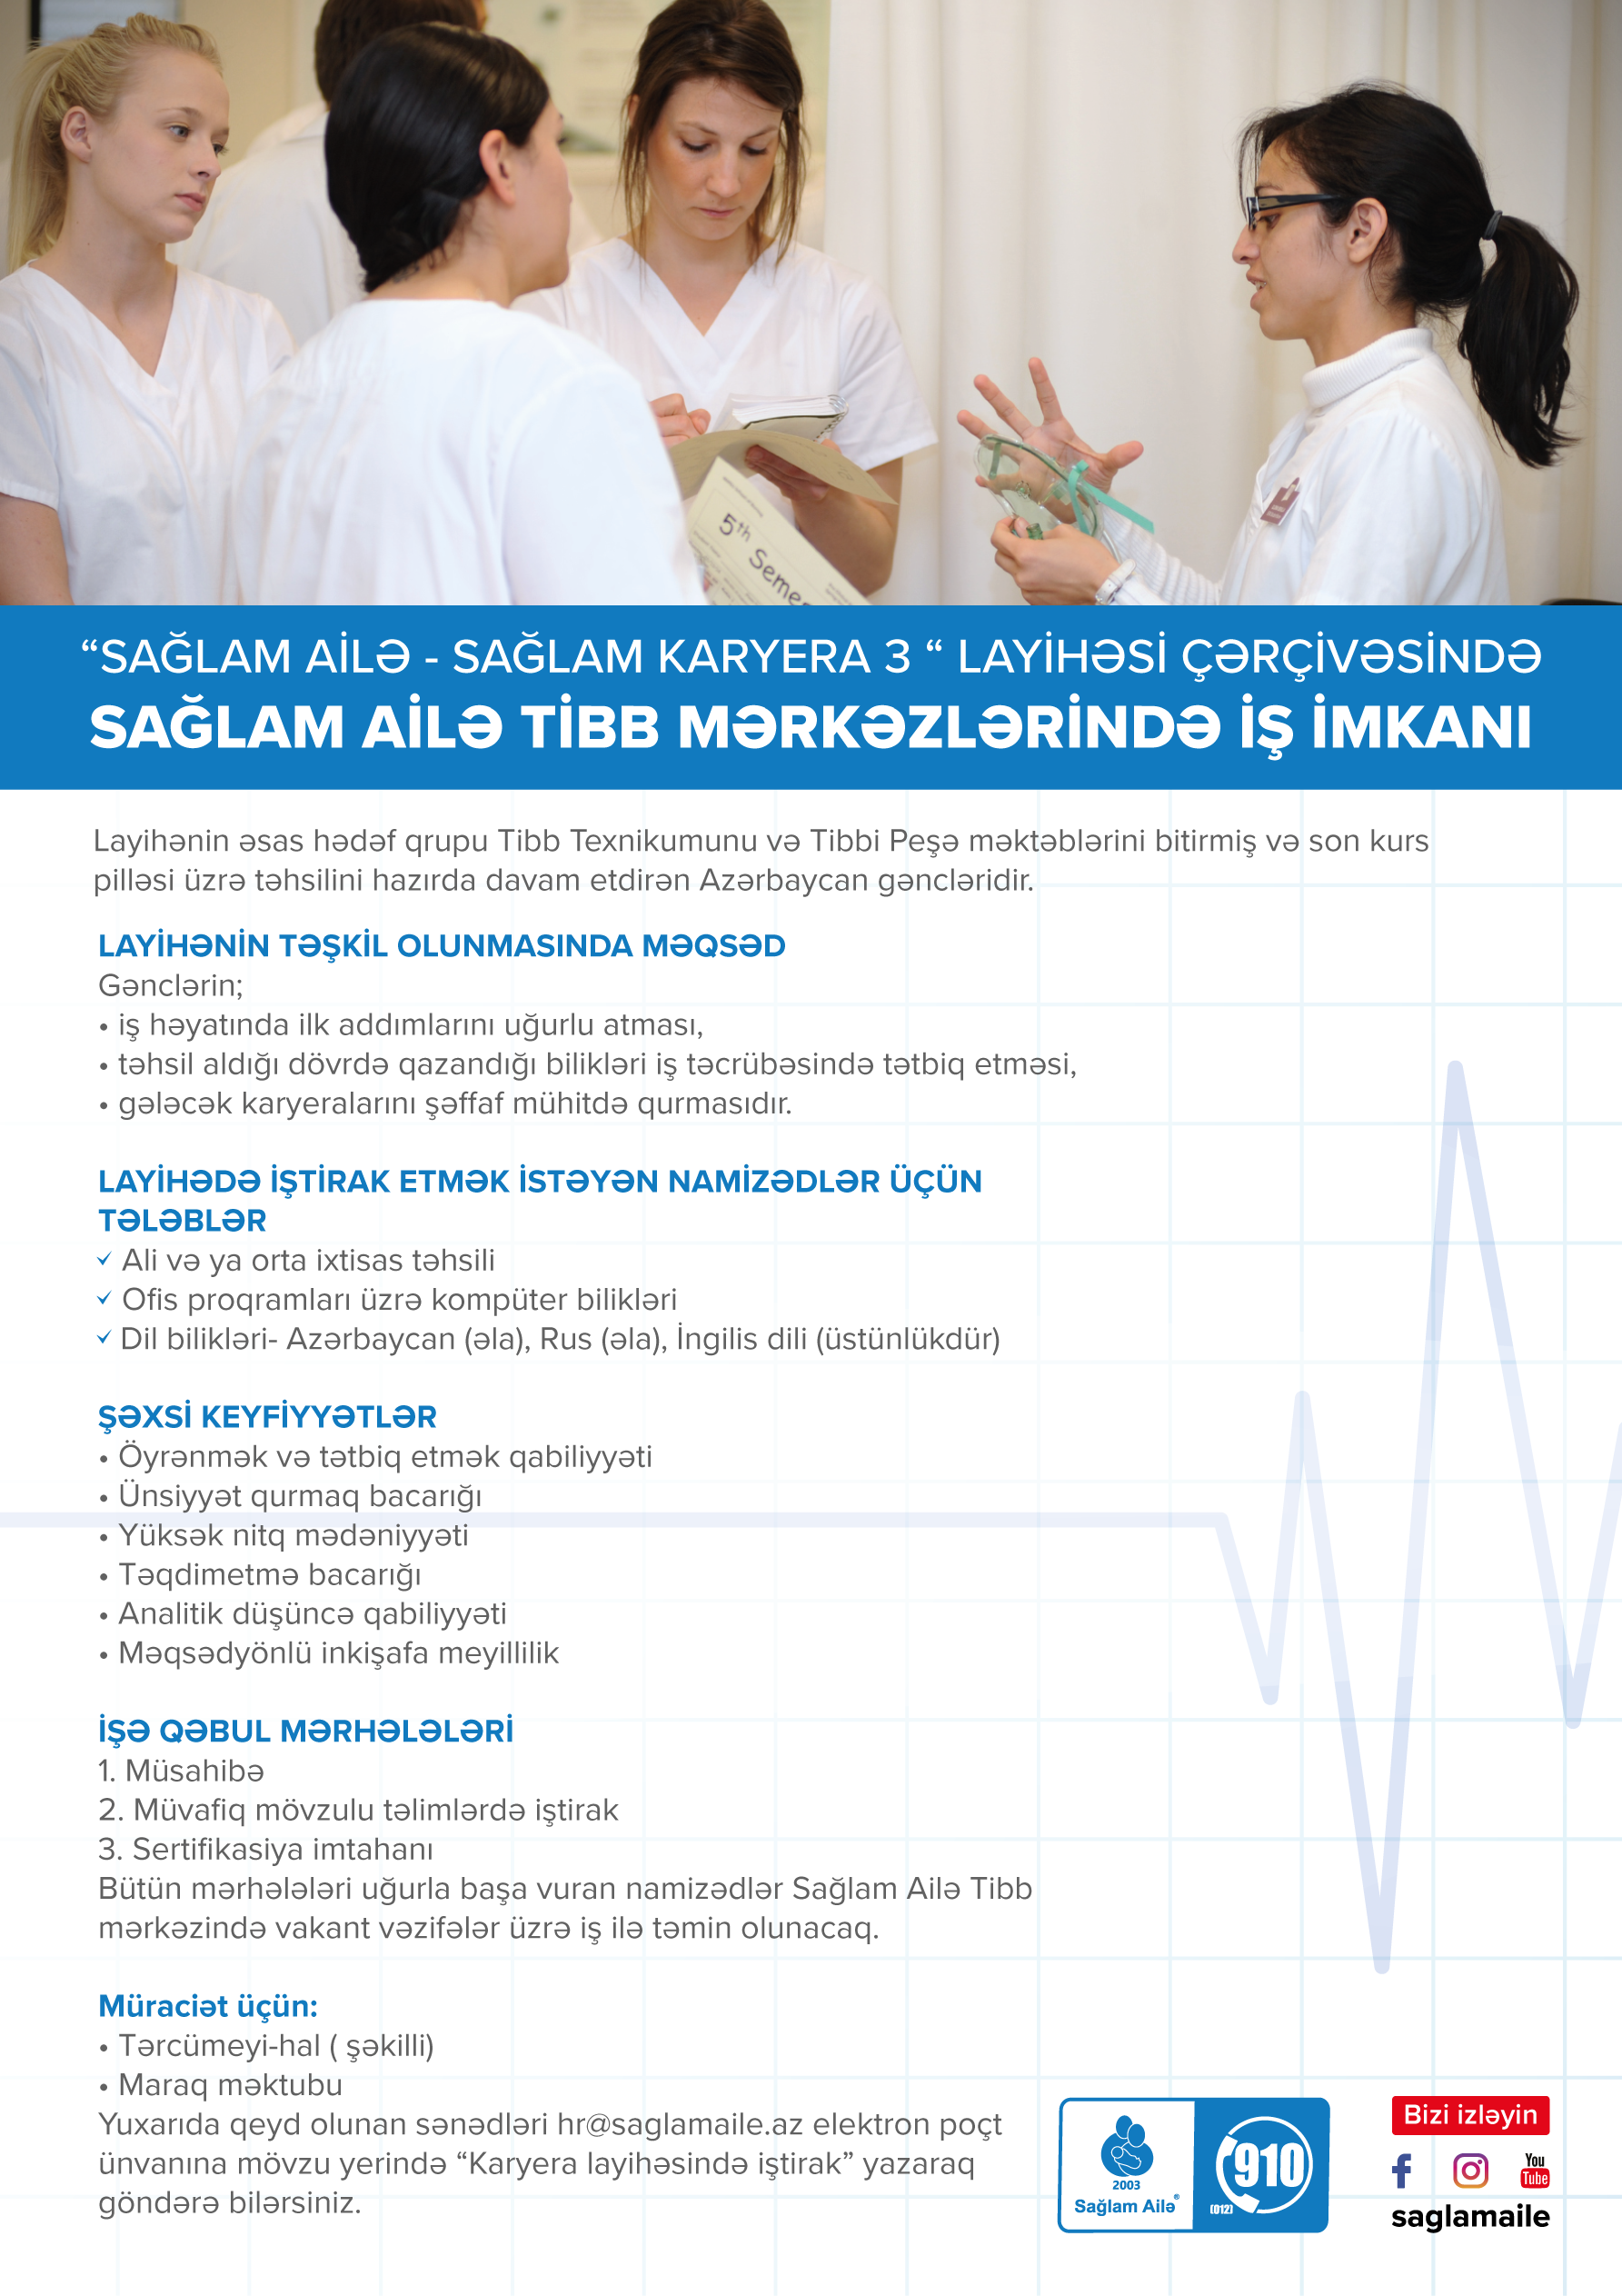 5th Semes
“SAĞLAM AİLƏ - SAĞLAM KARYERA 3 “ LAYİHƏSİ ÇƏRÇİVƏSİNDƏ
SAĞLAM AİLƏ TİBB MƏRKƏZLƏRİNDƏ İŞ İMKANI
Layihənin əsas hədəf qrupu Tibb Texnikumunu və Tibbi Peşə məktəblərini bitirmiş və son kurs
pilləsi üzrə təhsilini hazırda davam etdirən Azərbaycan gəncləridir.
LAYİHƏNİN TƏŞKİL OLUNMASINDA MƏQSƏD
Gənclərin;
• iş həyatında ilk addımlarını uğurlu atması,
• təhsil aldığı dövrdə qazandığı bilikləri iş təcrübəsində tətbiq etməsi,
• gələcək karyeralarını şəffaf mühitdə qurmasıdır.
LAYİHƏDƏ İŞTİRAK ETMƏK İSTƏYƏN NAMİZƏDLƏR ÜÇÜN
TƏLƏBLƏR
✓ Ali və ya orta ixtisas təhsili
✓ Ofis proqramları üzrə kompüter bilikləri
✓ Dil bilikləri- Azərbaycan (əla), Rus (əla), İngilis dili (üstünlükdür)
ŞƏXSİ KEYFİYYƏTLƏR
• Öyrənmək və tətbiq etmək qabiliyyəti
• Ünsiyyət qurmaq bacarığı
• Yüksək nitq mədəniyyəti
• Təqdimetmə bacarığı
• Analitik düşüncə qabiliyyəti
• Məqsədyönlü inkişafa meyillilik
İŞƏ QƏBUL MƏRHƏLƏLƏRİ
1. Müsahibə
2. Müvafiq mövzulu təlimlərdə iştirak
3. Sertifikasiya imtahanı
Bütün mərhələləri uğurla başa vuran namizədlər Sağlam Ailə Tibb
mərkəzində vakant vəzifələr üzrə iş ilə təmin olunacaq.
Müraciət üçün:
• Tərcümeyi-hal ( şəkilli)
• Maraq məktubu
Yuxarıda qeyd olunan sənədləri hr@saglamaile.az elektron poçt
ünvanına mövzu yerində “Karyera layihəsində iştirak” yazaraq
göndərə bilərsiniz.
2003
Sağlam Ailə®
(012) 910
Bizi izləyin
You Tube
saglamaile